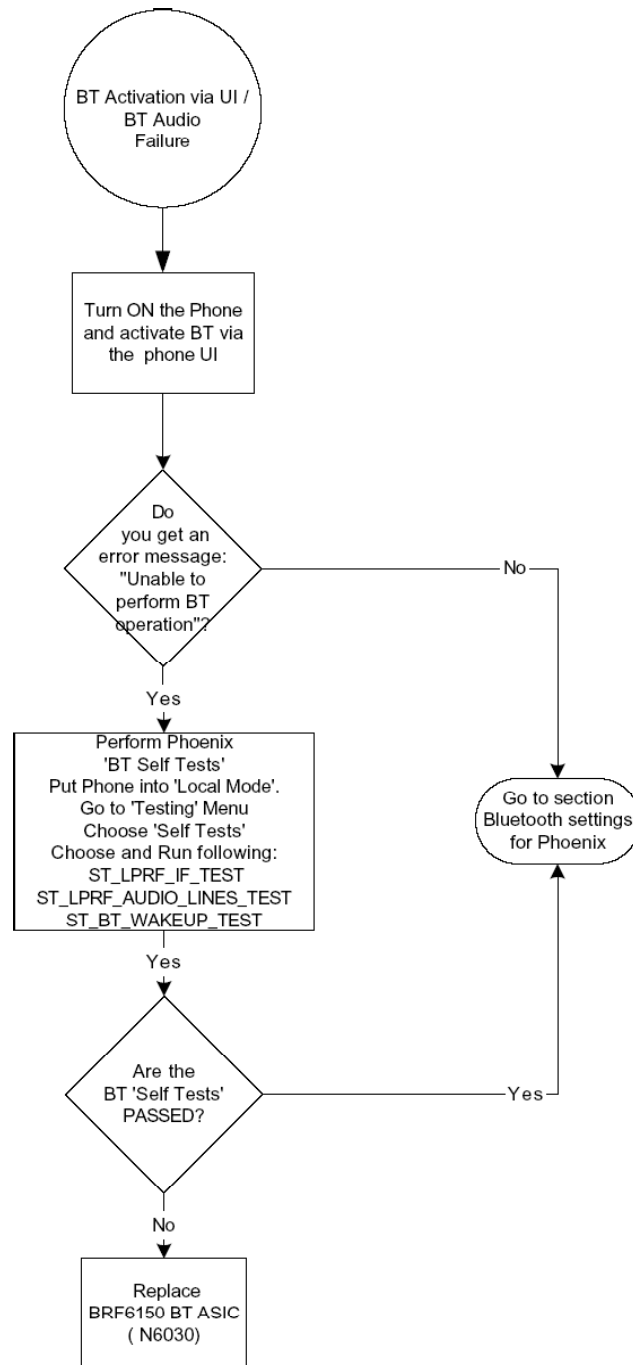 BT Activation via UI /
BT Audio
Failure
Turn ON the Phone
and activate BT via
the phone UI
Do
you get an
error message:
"Unable to
perform BT
operation"?
No
Yes
Perform Phoenix
'BT Self Tests'
Put Phone into 'Local Mode'.
Go to 'Testing' Menu
Choose 'Self Tests'
Choose and Run following:
ST_LPRF_IF_TEST
ST_LPRF_AUDIO_LINES_TEST
ST_BT_WAKEUP_TEST
Go to section
Bluetooth settings
for Phoenix
Yes
Are the
BT 'Self Tests'
PASSED?
Yes
No
Replace
BRF6150 BT ASIC
( N6030)